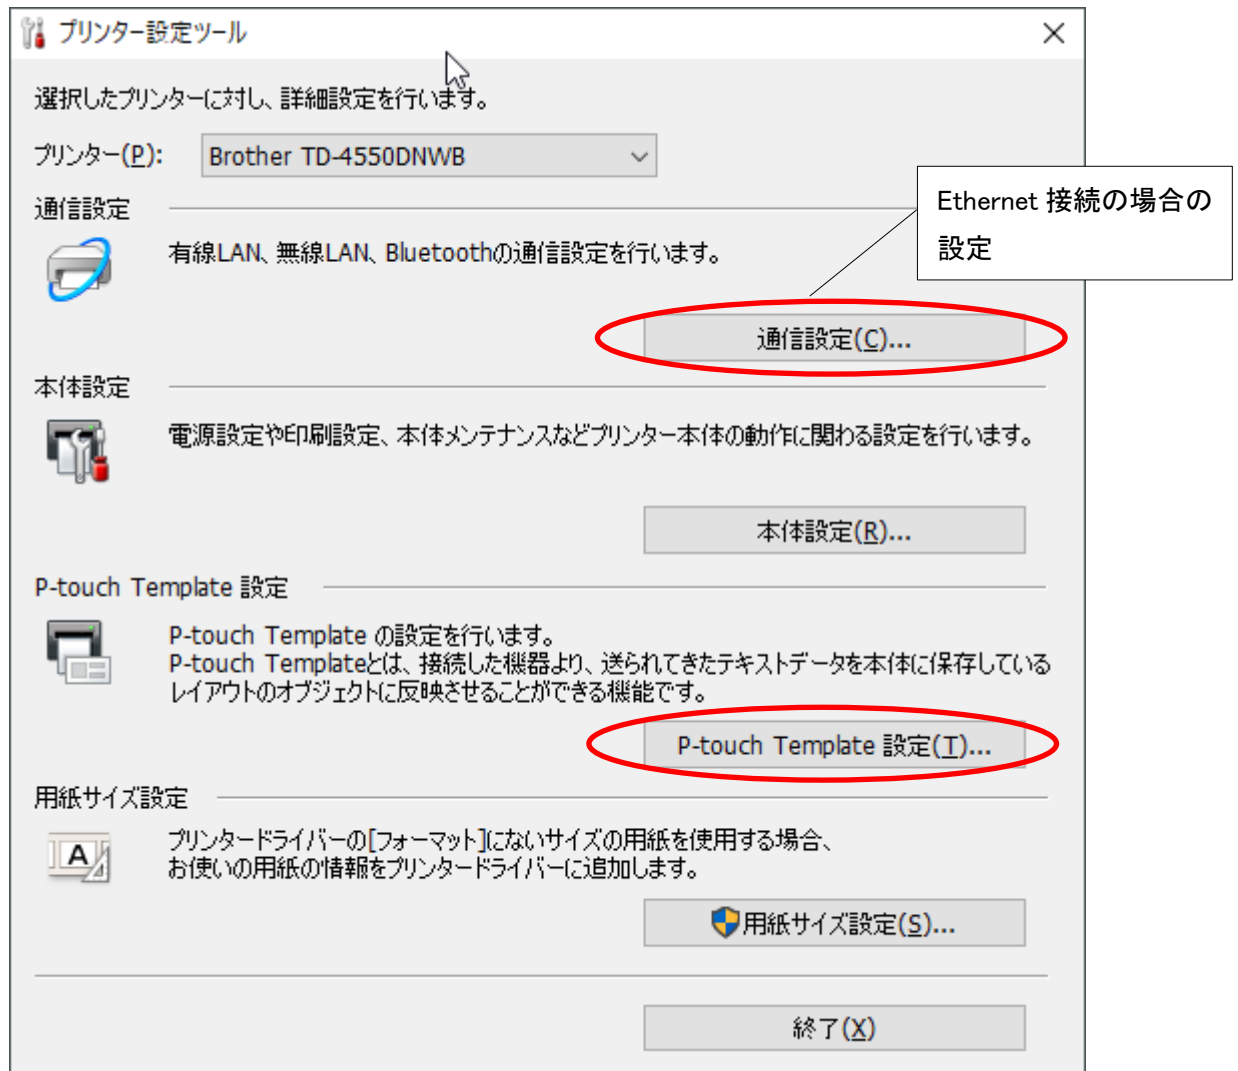 プリンター設定ツール
選択したプリンターに対し、詳細設定を行います。
プリンター(P):
Brother TD-4550DNWB
Ethernet 接続の場合の
設定
通信設定
有線LAN、無線LAN、Bluetoothの通信設定を行います。
通信設定(C)...
本体設定
電源設定や印刷設定、本体メンテナンスなどプリンター本体の動作に関わる設定を行います。
本体設定(R)...
P-touch Template 設定
P-touch Template の設定を行います。
P-touch Templateとは、接続した機器より、送られてきたテキストデータを本体に保存している
レイアウトのオブジェクトに反映させることができる機能です。
P-touch Template 設定(T)...
用紙サイズ設定
プリンタードライバーの[フォーマット]にないサイズの用紙を使用する場合、
お使いの用紙の情報をプリンタードライバーに追加します。
A
用紙サイズ設定(S)...
終了(X)